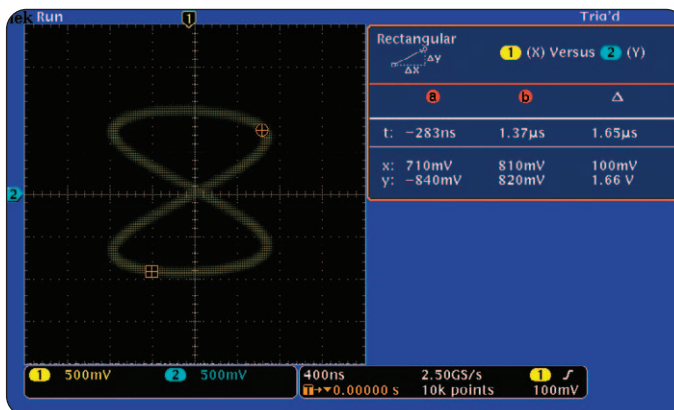 ek Run
1
Trig'd
Rectangular
Δy
Δx
1 (X) Versus 2 (Y)
a b Δ
t: -283ns 1.37µs 1.65µs
x: 710mV 810mV 100mV
y: -840mV 820mV 1.66 V
2
1 500mV 2 500mV
400ns 2.50GS/s 1 ƒ
T→▼0.00000 s 10k points 100mV